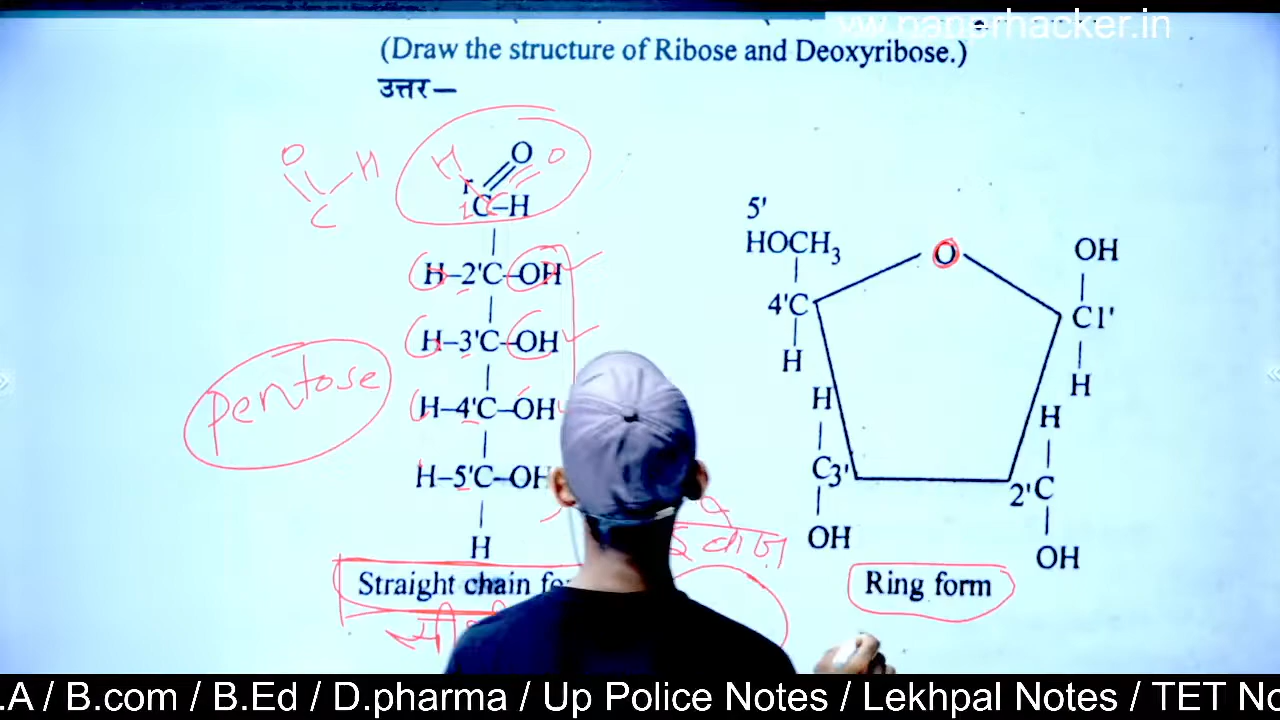 www.paperhacker.in
(Draw the structure of Ribose and Deoxyribose.)
उत्तर—
O
C–H
H–2'C–OH
H–3'C–OH
H–4'C–OH
H–5'C–OH
H
Straight chain
O
H
C
H
O
1
pentose
5'
HOCH₃
4'C
H
O
OH
C1'
H
H
C3'
OH
H
2'C
OH
Ring form
.A / B.com / B.Ed / D.pharma / Up Police Notes / Lekhpal Notes / TET No